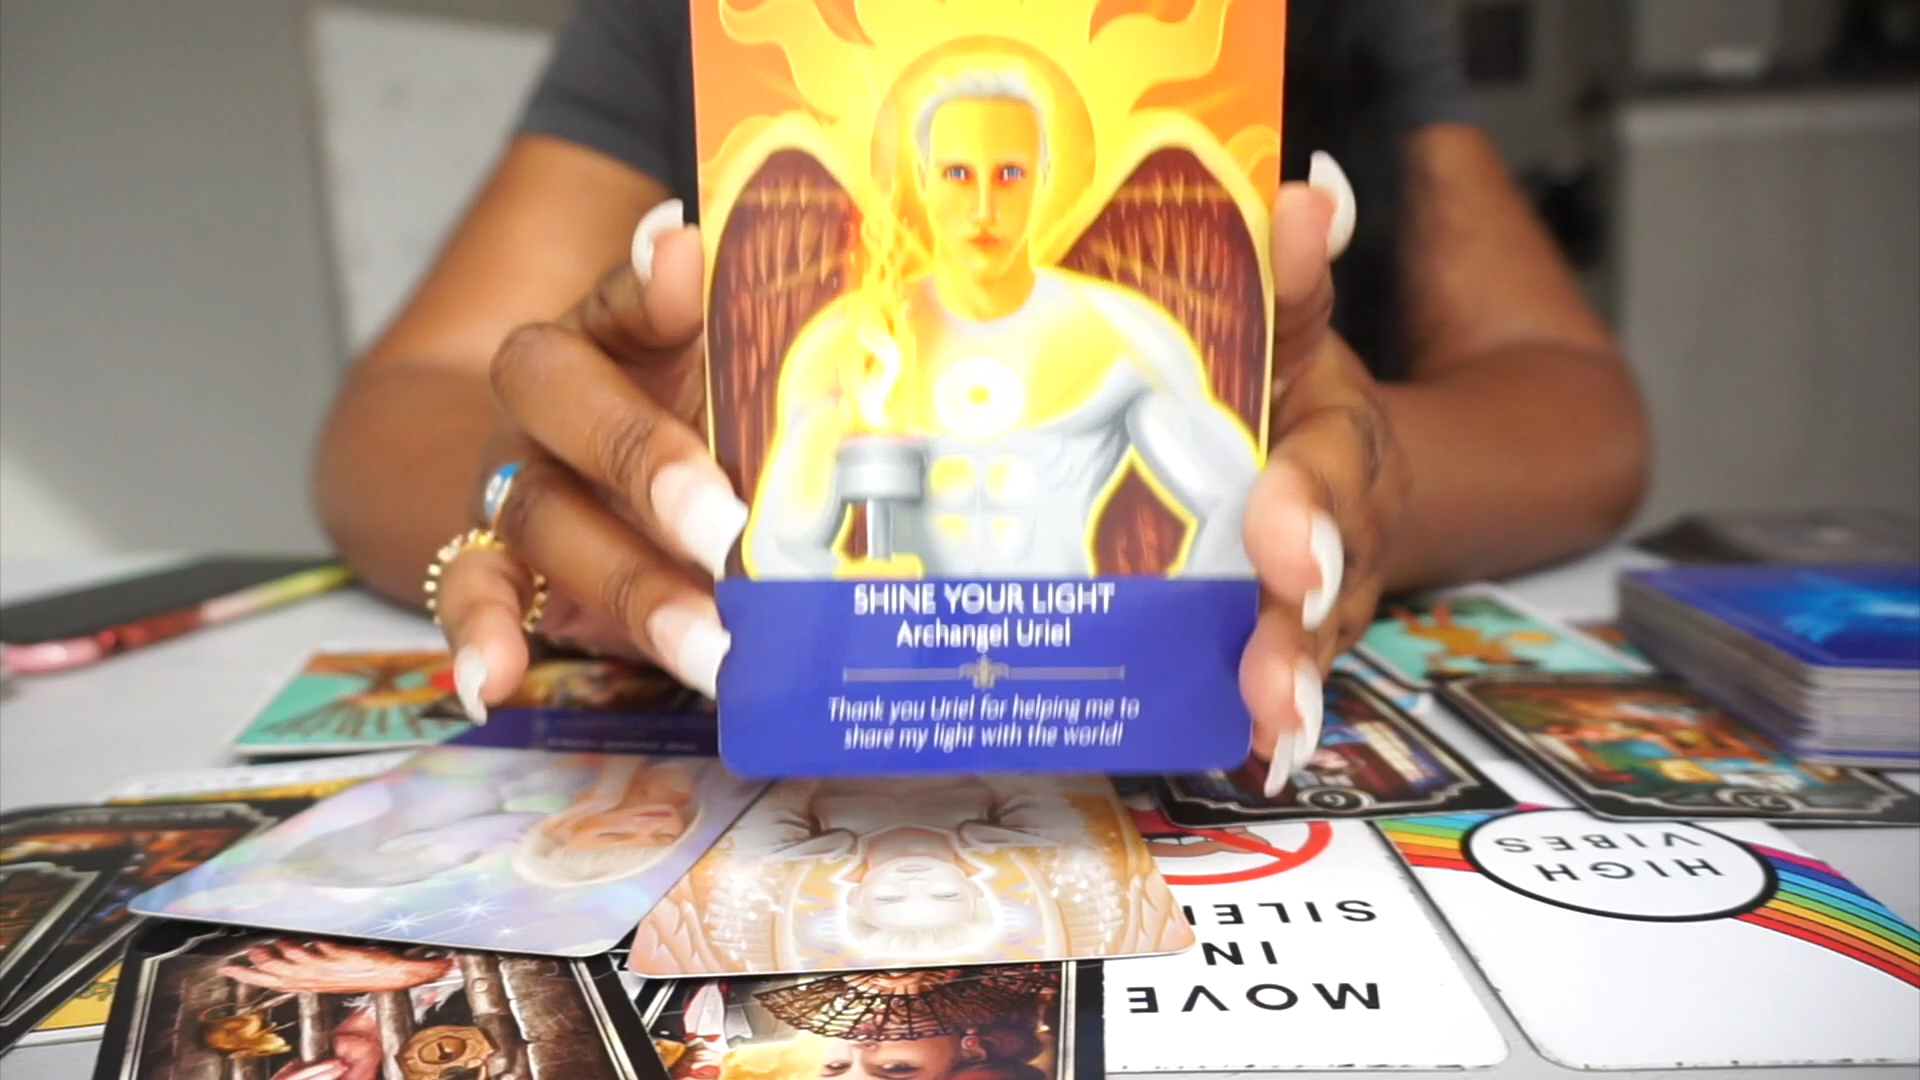 SHINE YOUR LIGHT
Archangel Uriel
Thank you Uriel for helping me to
share my light with the world!
HIGH
VIBES
MOVE
IN